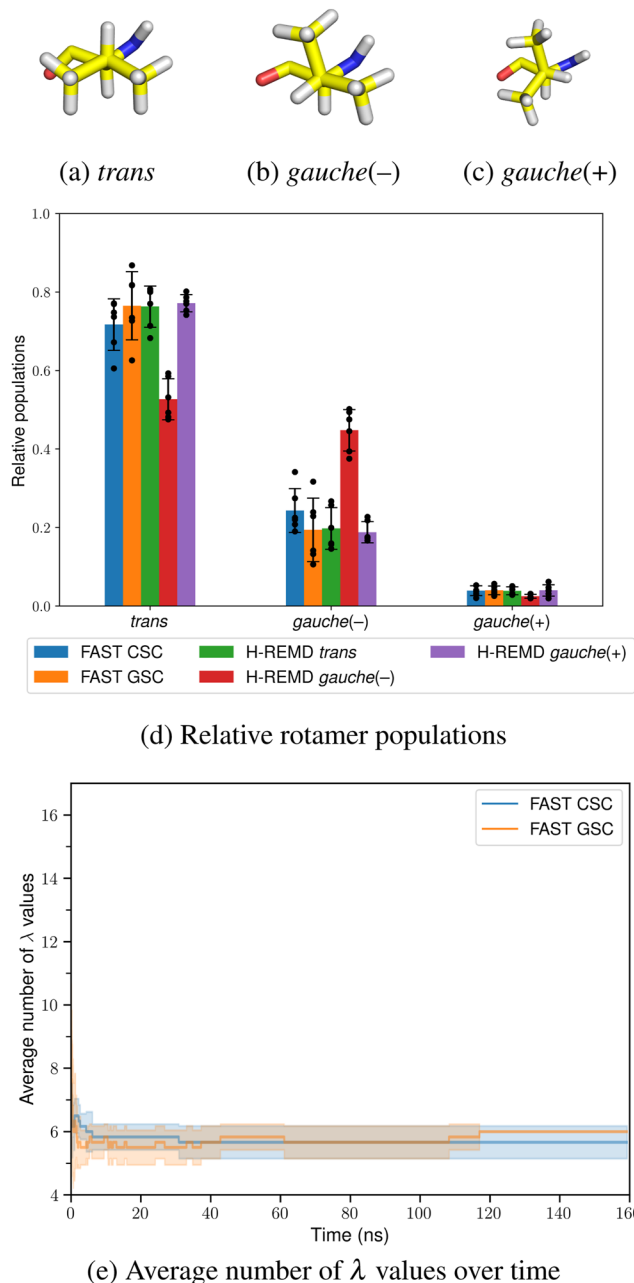 (a) trans (b) gauche(–) (c) gauche(+)
1.0
0.8
0.6
0.4
0.2
0.0
Relative populations
trans gauche(–) gauche(+)
FAST CSC H-REMD trans H-REMD gauche(+)
FAST GSC H-REMD gauche(–)
(d) Relative rotamer populations
FAST CSC
FAST GSC
16
14
12
10
8
6
4
Average number of λ values
0 20 40 60 80 100 120 140 160
Time (ns)
(e) Average number of λ values over time